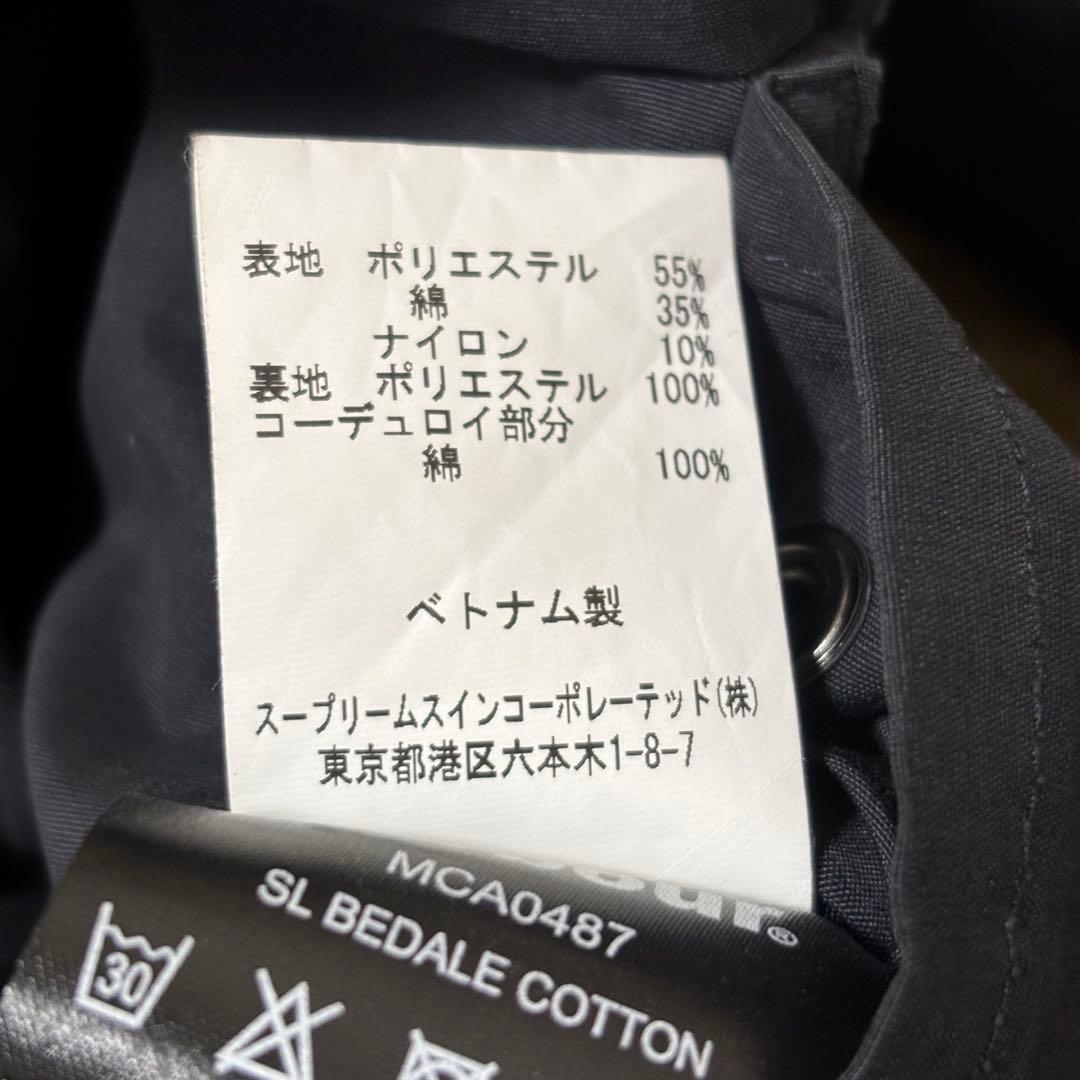 表地 ポリエステル 55%
綿 35%
ナイロン 10%
裏地 ポリエステル 100%
コーデュロイ部分
綿 100%
ベトナム製
スープリームスインコーポレーテッド(株)
東京都港区六本木1-8-7
MCA0487
SL BEDALE COTTON
30